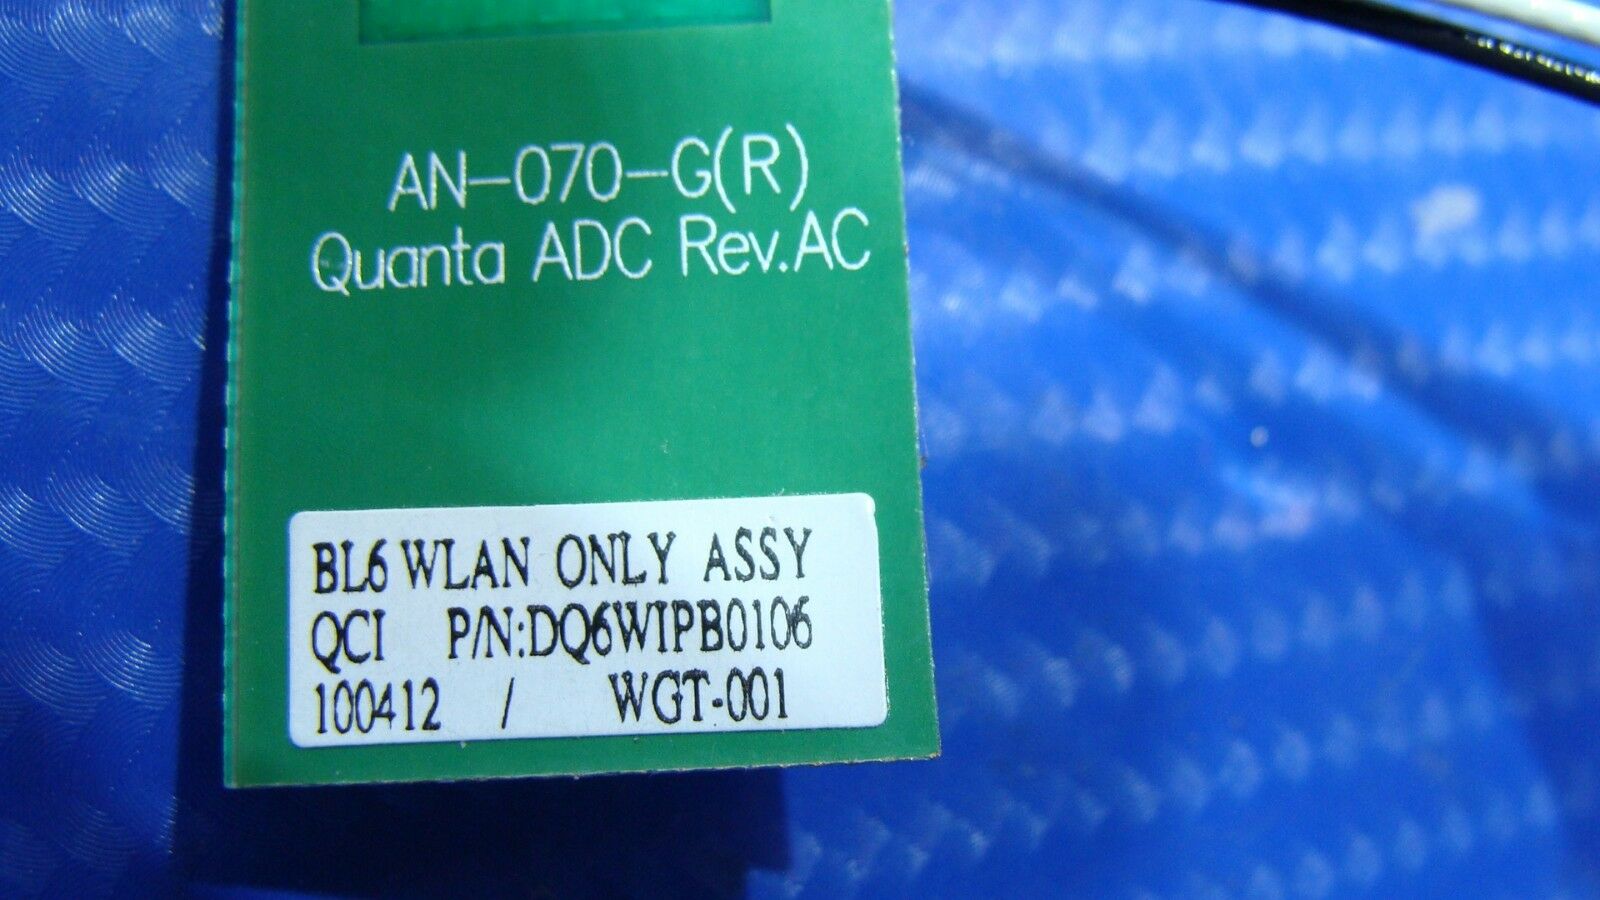 AN-070-G(R)
Quanta ADC Rev.AC
BL6 WLAN ONLY ASSY
QCI P/N:DQ6WIPB0106
100412 / WGT-001